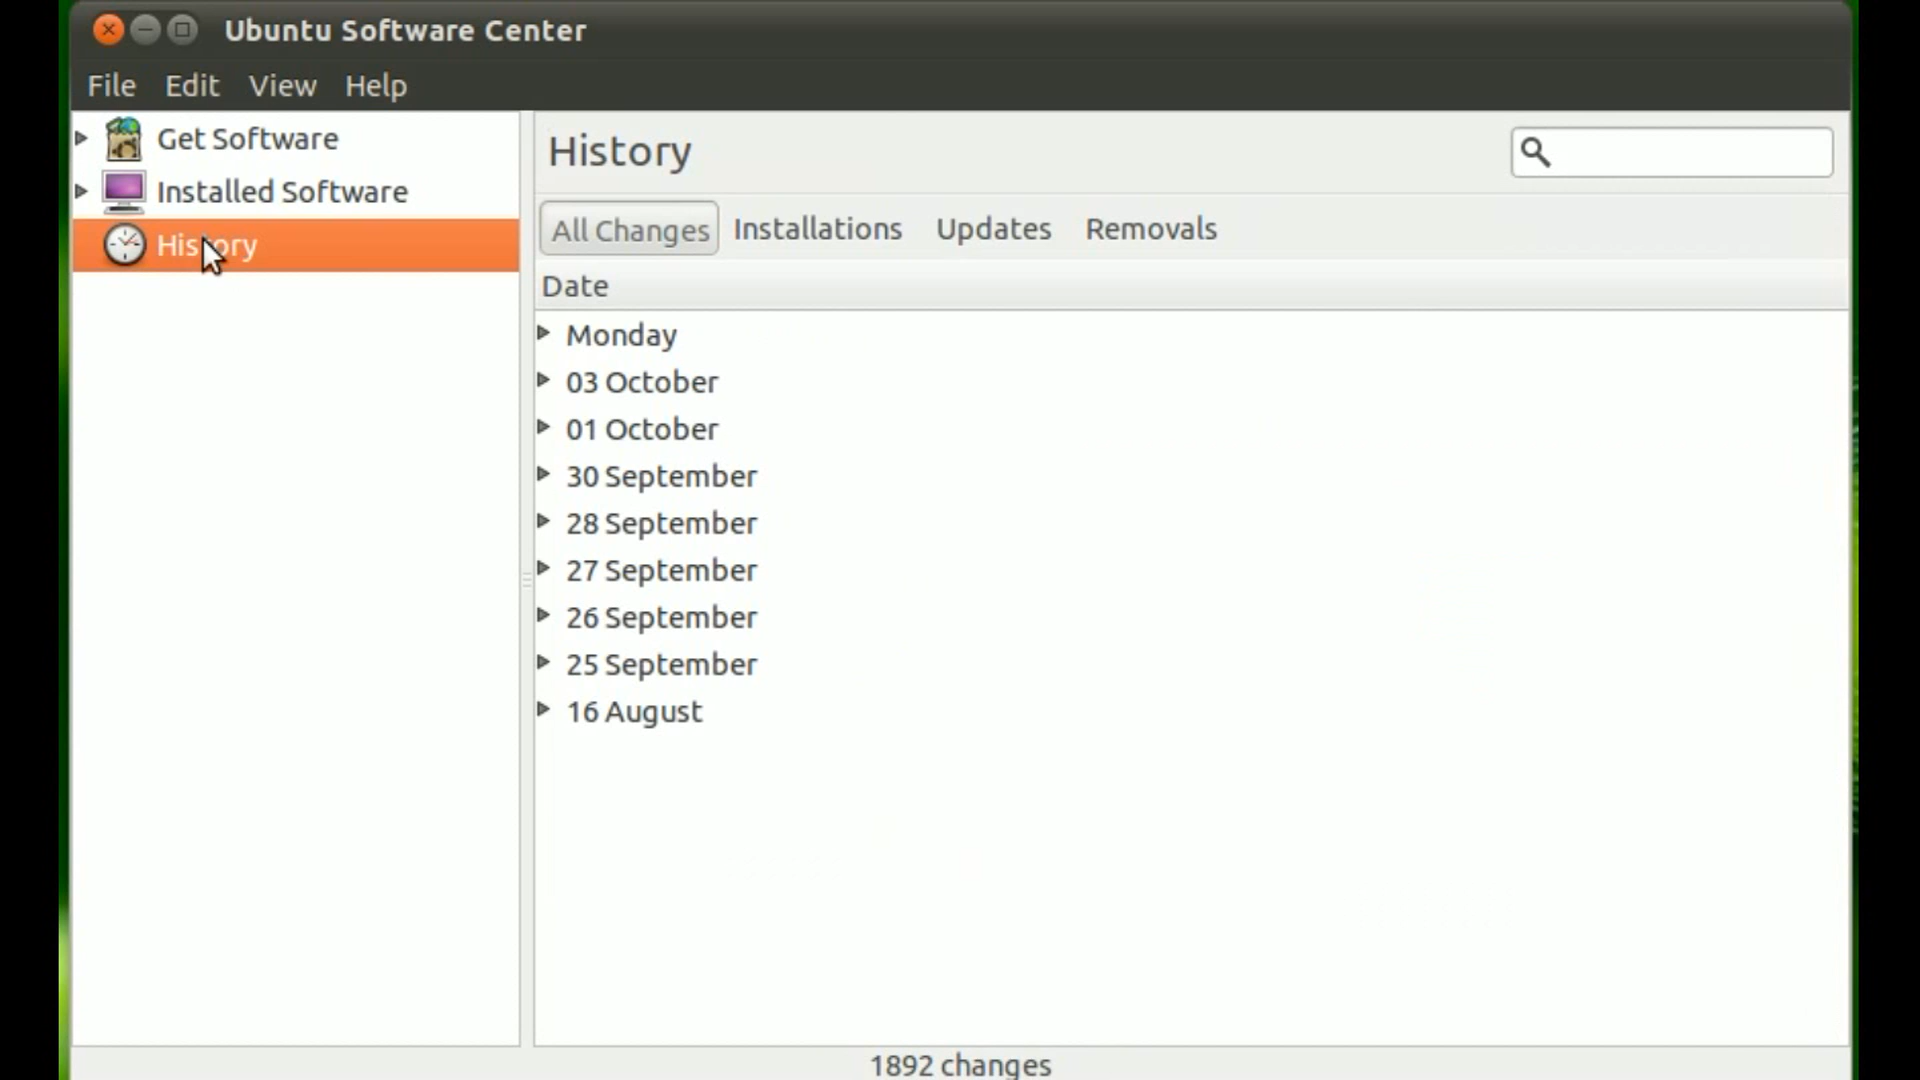 Ubuntu Software Center
File Edit View Help
Get Software
Installed Software
History
History
All Changes Installations Updates Removals
Date
Monday
03 October
01 October
30 September
28 September
27 September
26 September
25 September
16 August
1892 changes